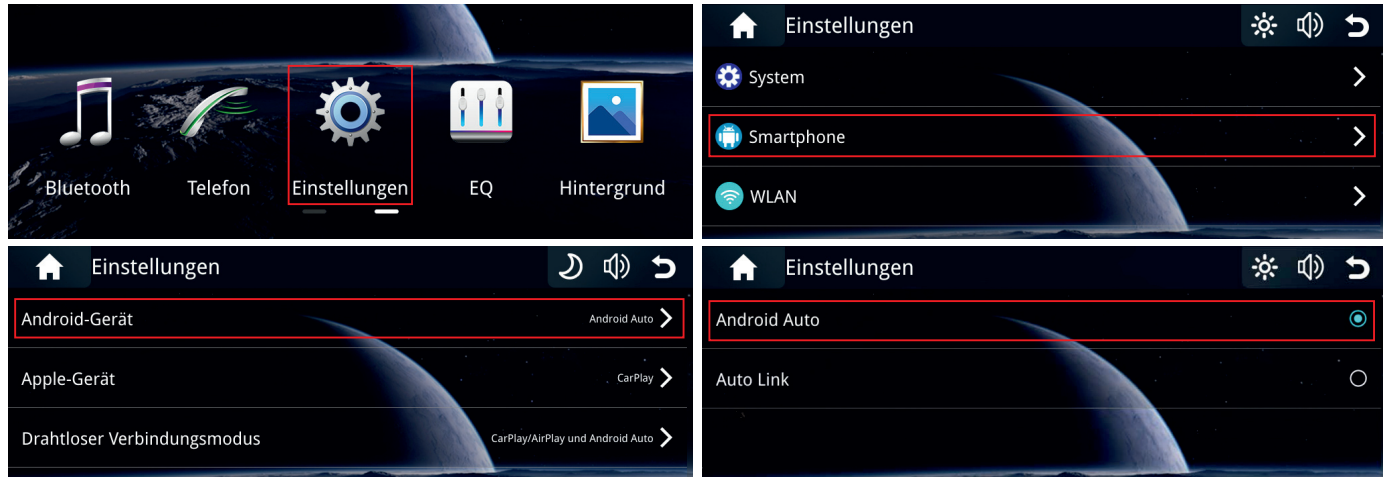 Bluetooth
Telefon
Einstellungen
EQ
Hintergrund
Einstellungen
System
Smartphone
WLAN
Einstellungen
Android-Gerät Android Auto
Apple-Gerät CarPlay
Drahtloser Verbindungsmodus CarPlay/AirPlay und Android Auto
Einstellungen
Android Auto
Auto Link